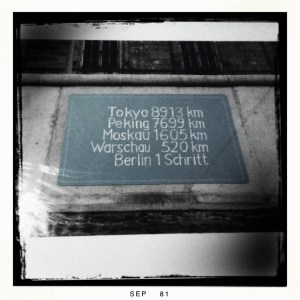 Tokyo 8913 km
Peking 7699 km
Moskau 1605 km
Warschau 520 km
Berlin 1 Schritt
SEP 81